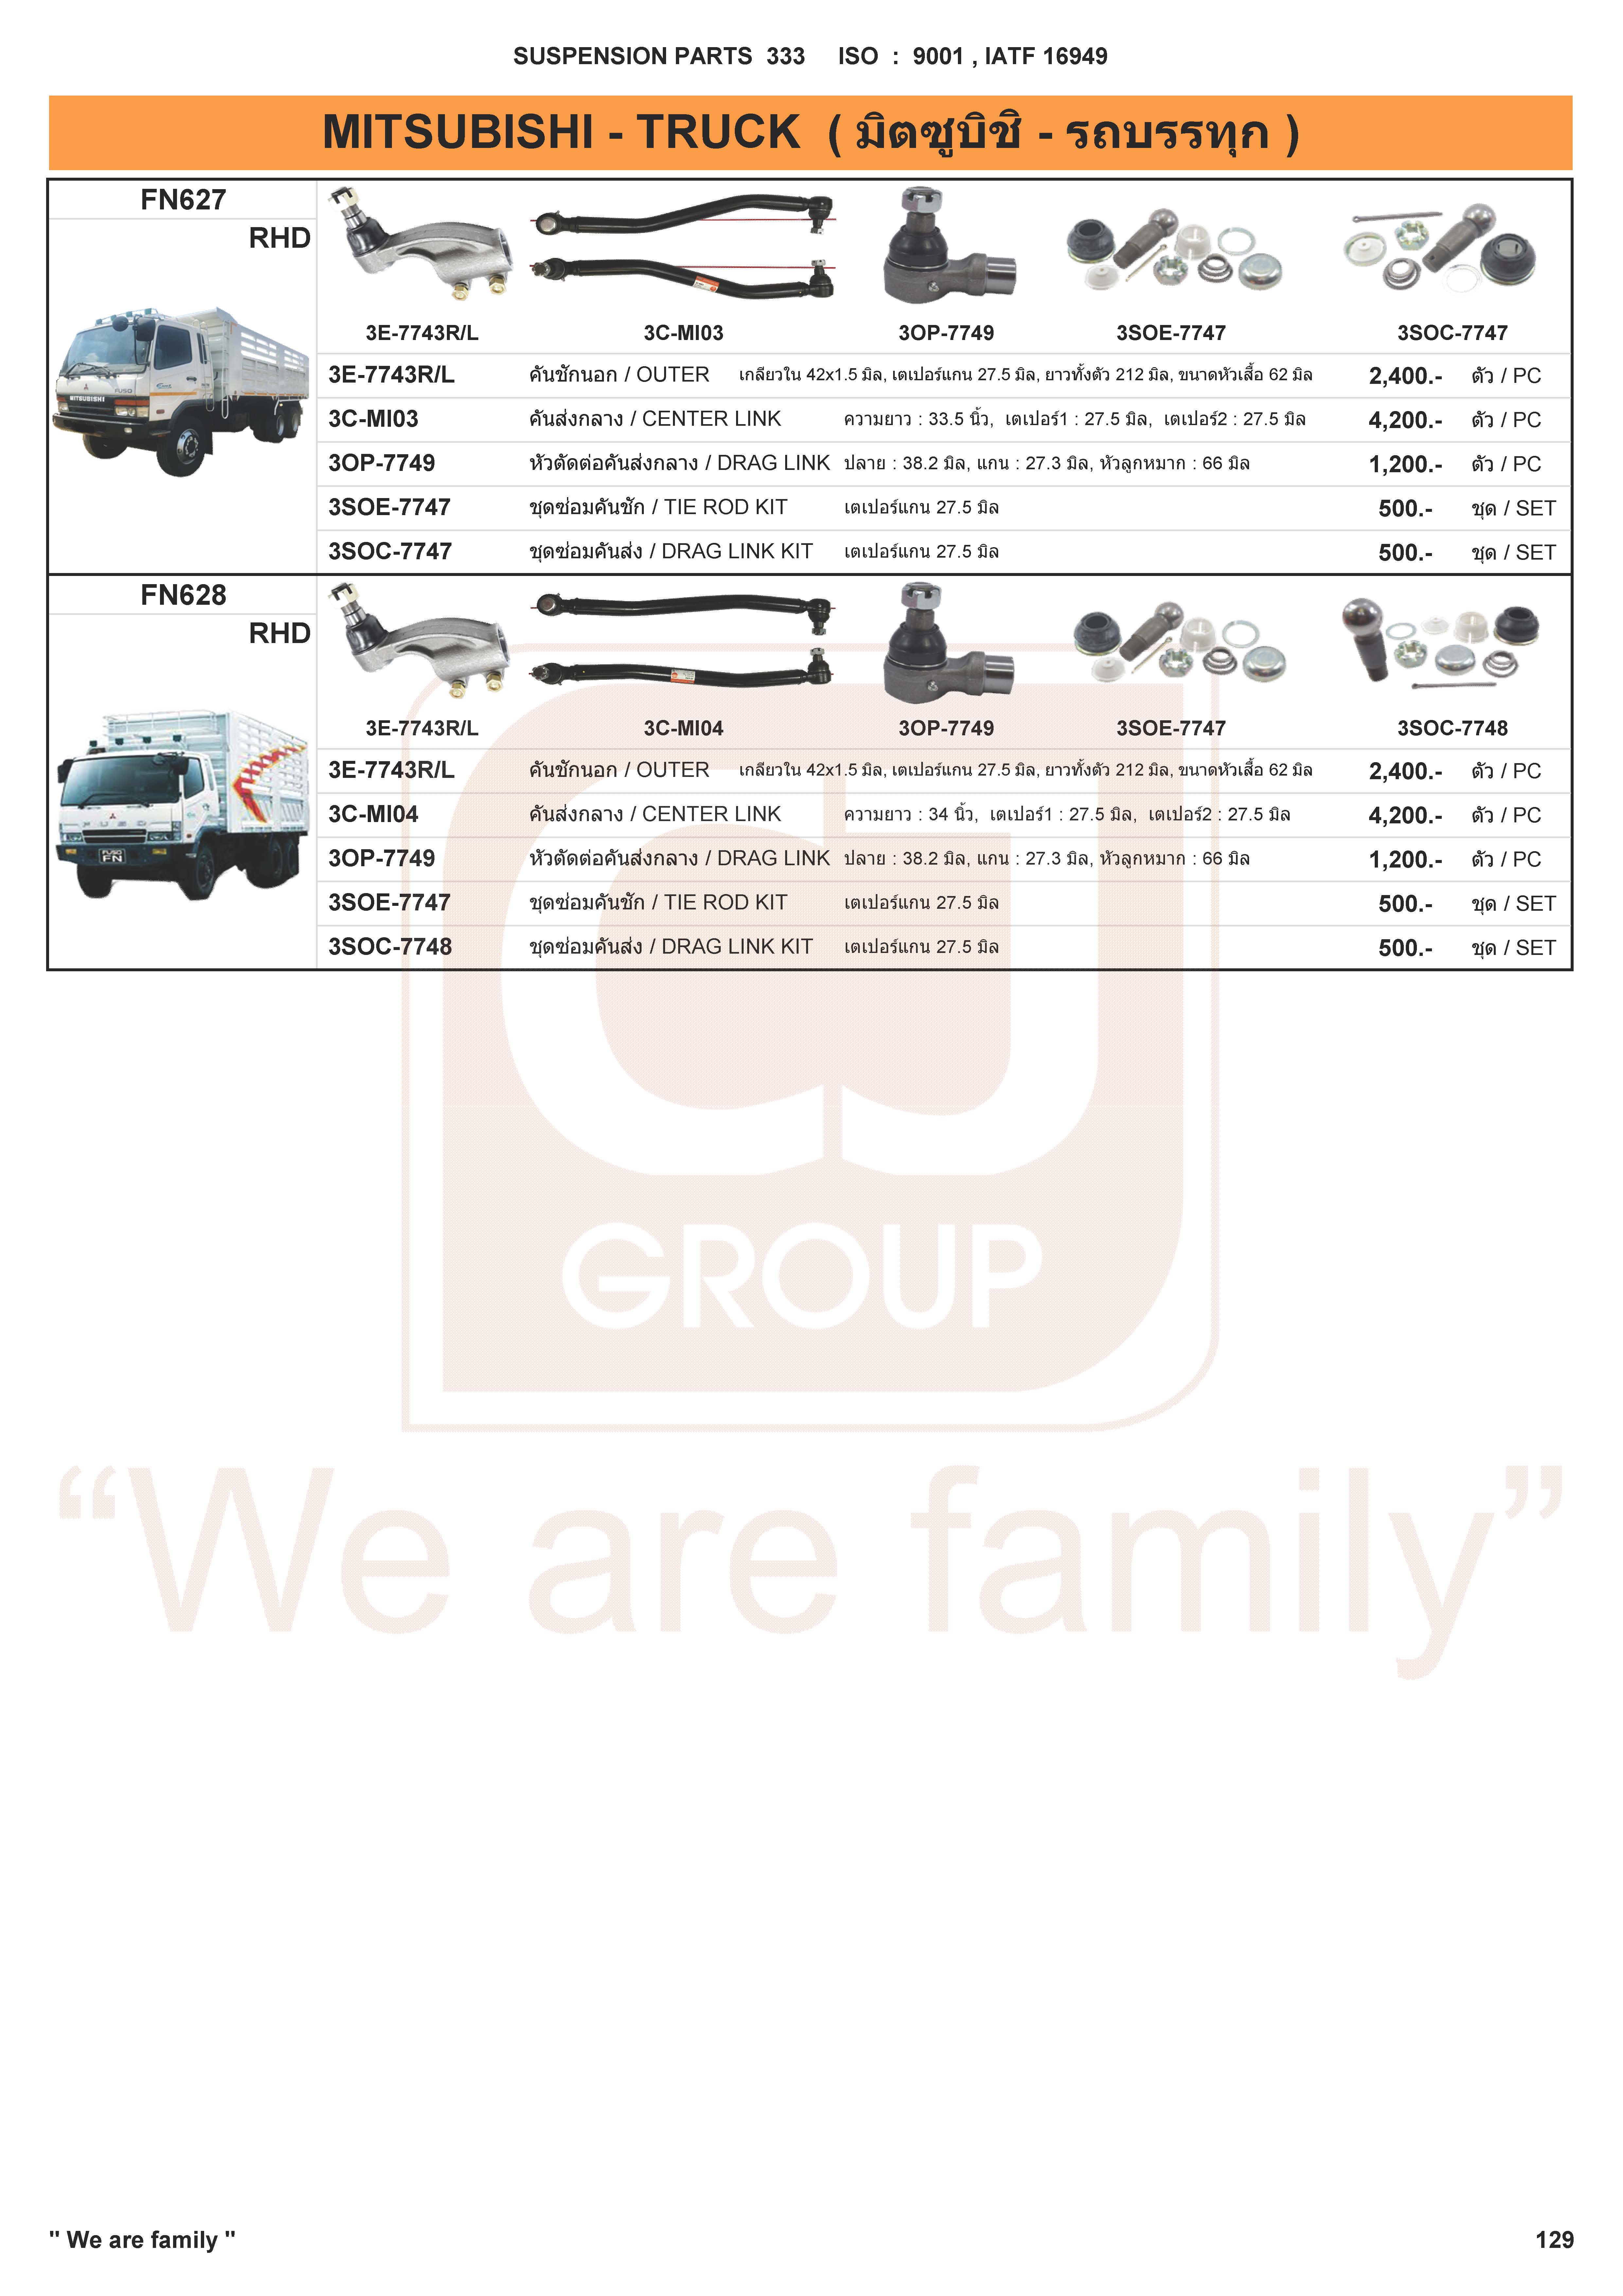 SUSPENSION PARTS 333 ISO : 9001 , IATF 16949
MITSUBISHI - TRUCK ( มิตซูบิชิ - รถบรรทุก )
FN627
RHD
3E-7743R/L 3C-MI03 3OP-7749 3SOE-7747 3SOC-7747
3E-7743R/L คันชักนอก / OUTER เกลียวใน 42x1.5 มิล, เตเปอร์แกน 27.5 มิล, ยาวทั้งตัว 212 มิล, ขนาดหัวเสื้อ 62 มิล 2,400.- ตัว / PC
3C-MI03 คันส่งกลาง / CENTER LINK ความยาว : 33.5 นิ้ว, เตเปอร์1 : 27.5 มิล, เตเปอร์2 : 27.5 มิล 4,200.- ตัว / PC
3OP-7749 หัวตัดต่อคันส่งกลาง / DRAG LINK ปลาย : 38.2 มิล, แกน : 27.3 มิล, หัวลูกหมาก : 66 มิล 1,200.- ตัว / PC
3SOE-7747 ชุดซ่อมคันชัก / TIE ROD KIT เตเปอร์แกน 27.5 มิล 500.- ชุด / SET
3SOC-7747 ชุดซ่อมคันส่ง / DRAG LINK KIT เตเปอร์แกน 27.5 มิล 500.- ชุด / SET
MITSUBISHI
FUSO
FN628
RHD
3E-7743R/L 3C-MI04 3OP-7749 3SOE-7747 3SOC-7748
3E-7743R/L คันชักนอก / OUTER เกลียวใน 42x1.5 มิล, เตเปอร์แกน 27.5 มิล, ยาวทั้งตัว 212 มิล, ขนาดหัวเสื้อ 62 มิล 2,400.- ตัว / PC
3C-MI04 คันส่งกลาง / CENTER LINK ความยาว : 34 นิ้ว, เตเปอร์1 : 27.5 มิล, เตเปอร์2 : 27.5 มิล 4,200.- ตัว / PC
3OP-7749 หัวตัดต่อคันส่งกลาง / DRAG LINK ปลาย : 38.2 มิล, แกน : 27.3 มิล, หัวลูกหมาก : 66 มิล 1,200.- ตัว / PC
3SOE-7747 ชุดซ่อมคันชัก / TIE ROD KIT เตเปอร์แกน 27.5 มิล 500.- ชุด / SET
3SOC-7748 ชุดซ่อมคันส่ง / DRAG LINK KIT เตเปอร์แกน 27.5 มิล 500.- ชุด / SET
FUSO
FUSO
FN
CJ
GROUP
“We are family”
" We are family " 129